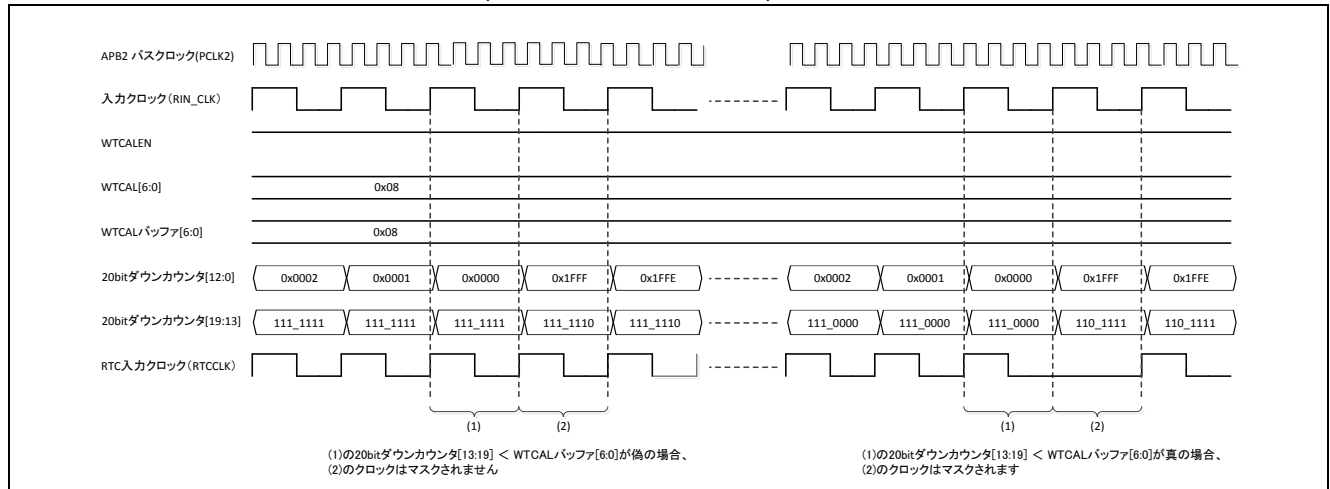 APB2 バスクロック(PCLK2)
入力クロック(RIN_CLK)
WTCALEN
WTCAL[6:0] 0x08
WTCALバッファ[6:0] 0x08
20bitダウンカウンタ[12:0] 0x0002 0x0001 0x0000 0x1FFF 0x1FFE 0x0002 0x0001 0x0000 0x1FFF 0x1FFE
20bitダウンカウンタ[19:13] 111_1111 111_1111 111_1111 111_1110 111_1110 111_0000 111_0000 111_0000 110_1111 110_1111
RTC入力クロック(RTCCLK)
(1) (2) (1) (2)
(1)の20bitダウンカウンタ[13:19] < WTCALバッファ[6:0]が偽の場合、
(2)のクロックはマスクされません
(1)の20bitダウンカウンタ[13:19] < WTCALバッファ[6:0]が真の場合、
(2)のクロックはマスクされます